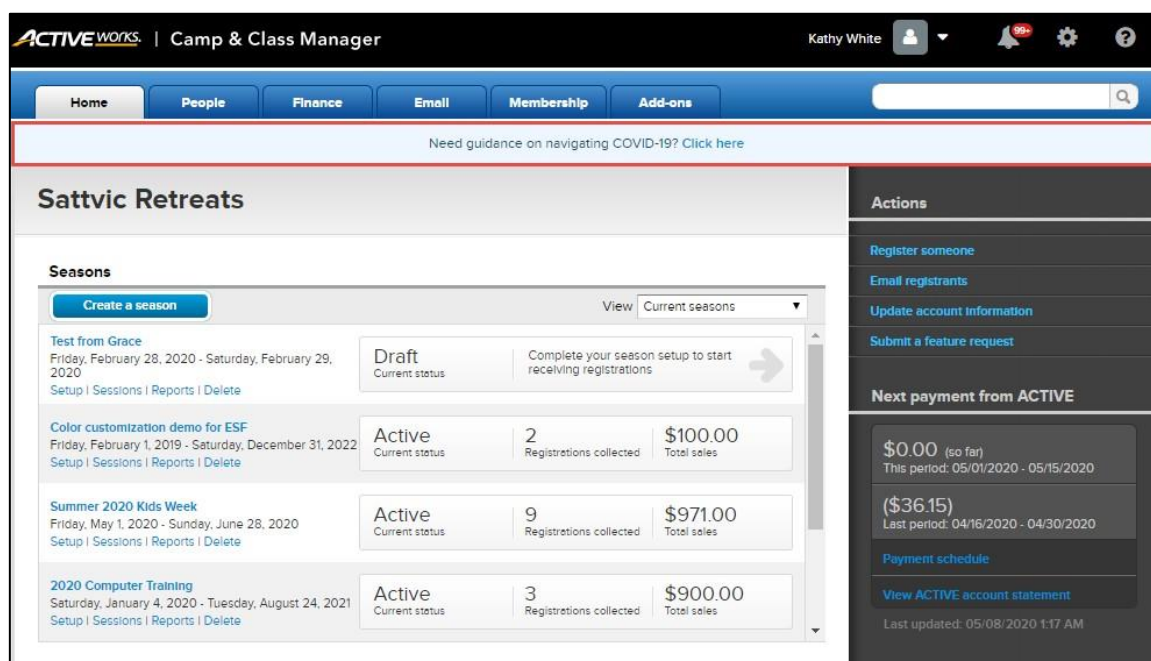 ACTIVEWORKS. | Camp & Class Manager
Kathy White
99+
Home People Finance Email Membership Add-ons
Need guidance on navigating COVID-19? Click here
Sattvic Retreats
Seasons
Create a season
View Current seasons
Test from Grace
Friday, February 28, 2020 - Saturday, February 29,
2020
Setup | Sessions | Reports | Delete
Draft
Current status
Complete your season setup to start
receiving registrations
Color customization demo for ESF
Friday, February 1, 2019 - Saturday, December 31, 2022
Setup | Sessions | Reports | Delete
Active
Current status
2
Registrations collected
$100.00
Total sales
Summer 2020 Kids Week
Friday, May 1, 2020 - Sunday, June 28, 2020
Setup | Sessions | Reports | Delete
Active
Current status
9
Registrations collected
$971.00
Total sales
2020 Computer Training
Saturday, January 4, 2020 - Tuesday, August 24, 2021
Setup | Sessions | Reports | Delete
Active
Current status
3
Registrations collected
$900.00
Total sales
Actions
Register someone
Email registrants
Update account information
Submit a feature request
Next payment from ACTIVE
$0.00 (so far)
This period: 05/01/2020 - 05/15/2020
($36.15)
Last period: 04/16/2020 - 04/30/2020
Payment schedule
View ACTIVE account statement
Last updated: 05/08/2020 1:17 AM